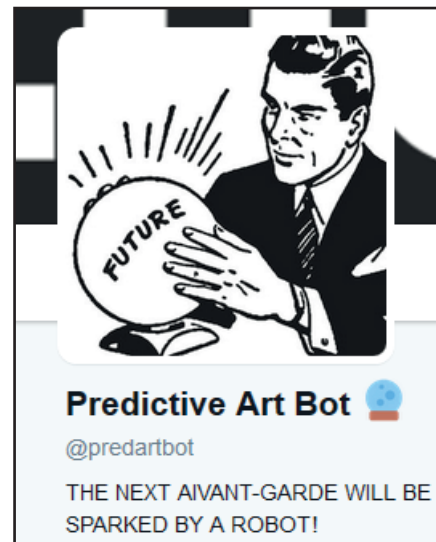 FUTURE
Predictive Art Bot
@predartbot
THE NEXT AIVANT-GARDE WILL BE
SPARKED BY A ROBOT!